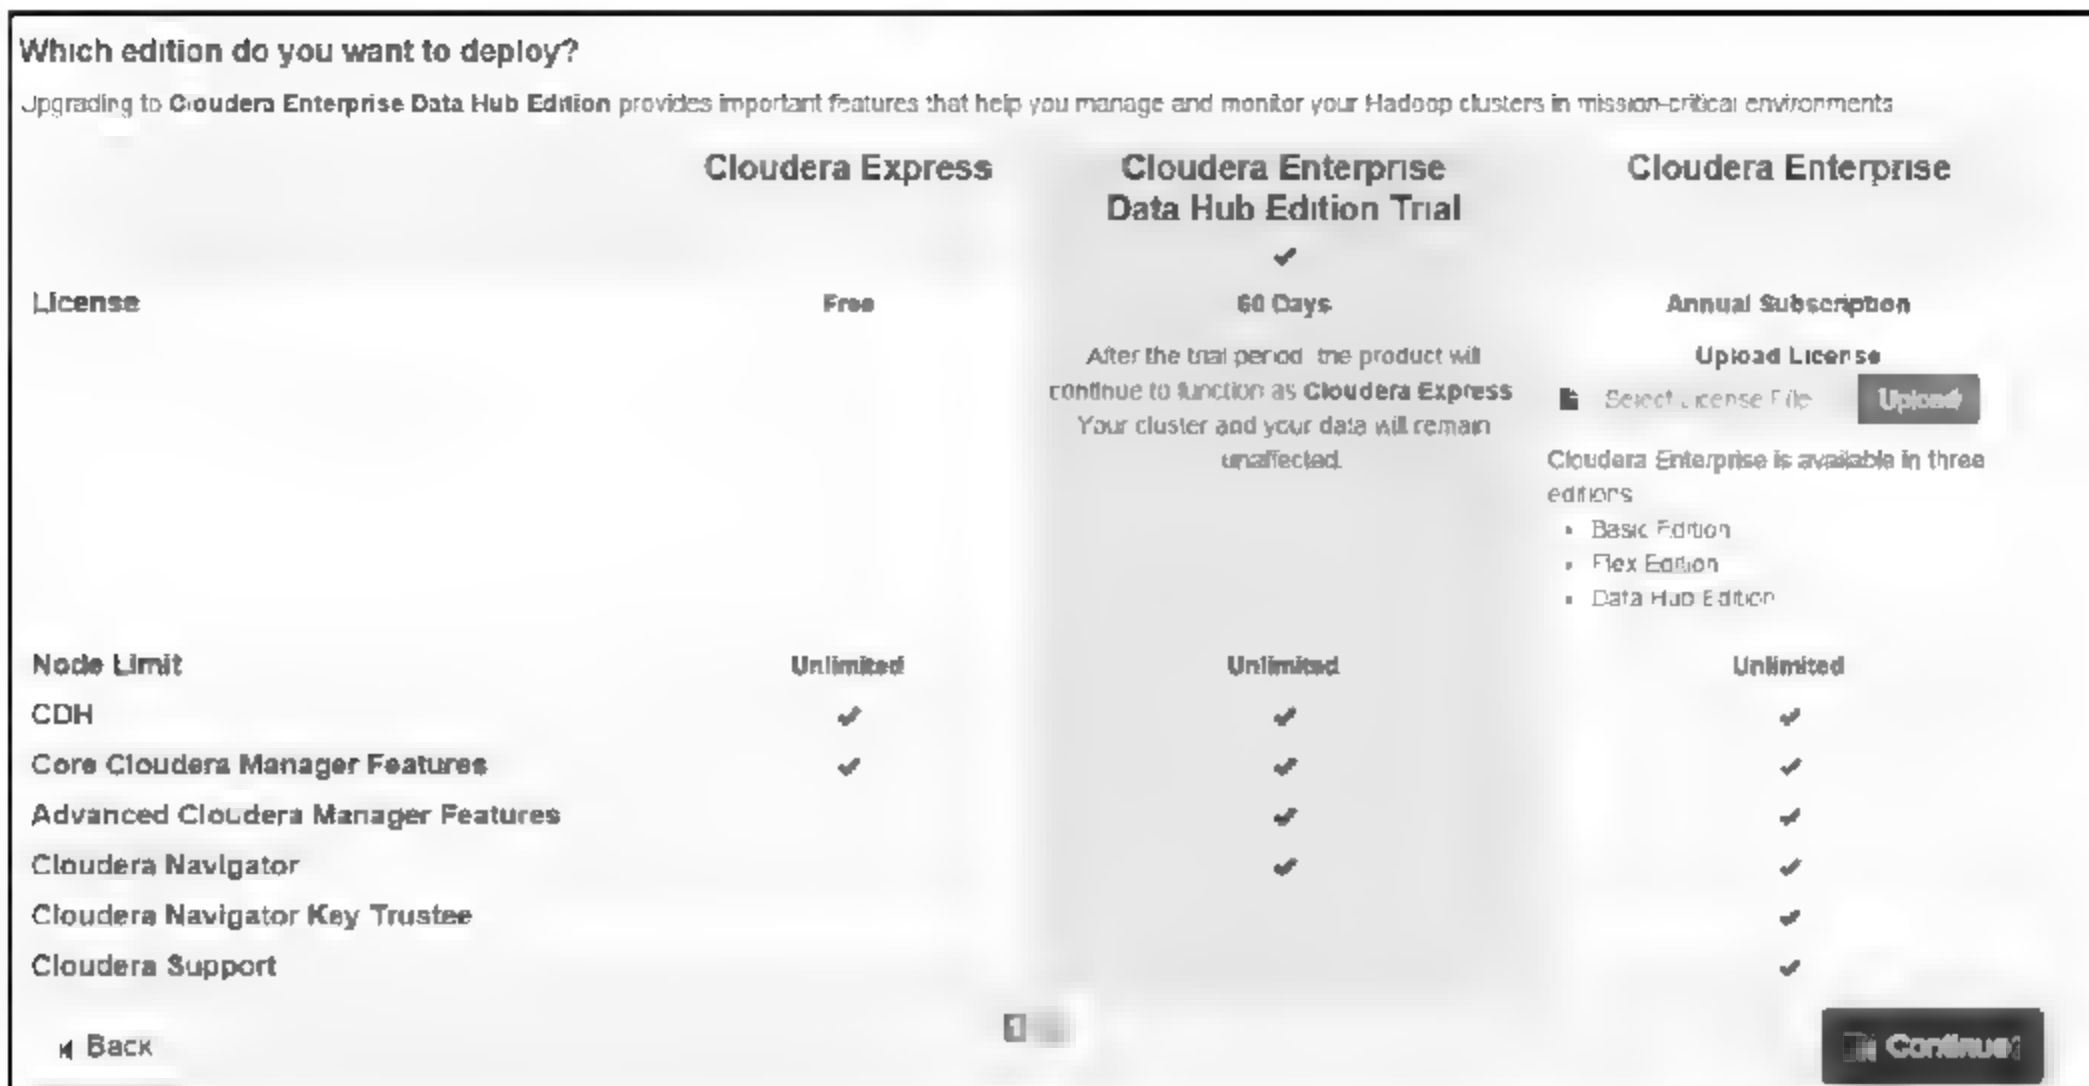 Which edition do you want to deploy?
Upgrading to Cloudera Enterprise Data Hub Edition provides important features that help you manage and monitor your Hadoop clusters in mission-critical environments
Cloudera Express
Cloudera Enterprise
Data Hub Edition Trial
Cloudera Enterprise
License
Free
60 Days
Annual Subscription
After the trial period the product will
continue to function as Cloudera Express
Your cluster and your data will remain
unaffected.
Upload License
Select License File
Upload
Cloudera Enterprise is available in three
editions
Basic Edition
Flex Edition
Data Hub Edition
Node Limit
Unlimited
Unlimited
Unlimited
CDH
Core Cloudera Manager Features
Advanced Cloudera Manager Features
Cloudera Navigator
Cloudera Navigator Key Trustee
Cloudera Support
Back
1
Continue